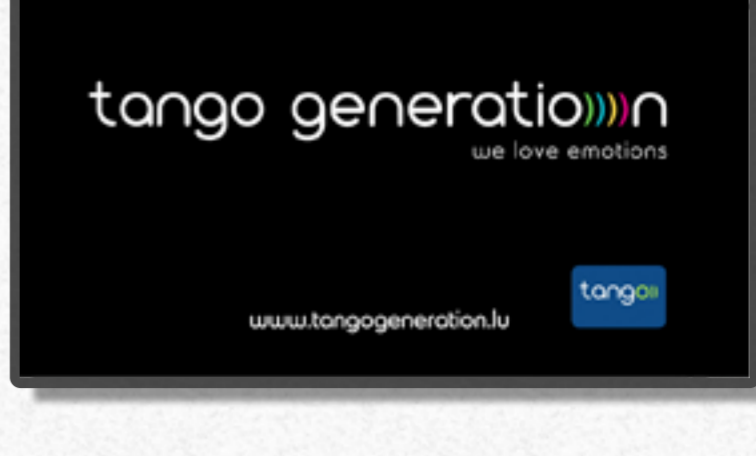 tango generatio))))n
we love emotions
tango))
www.tangogeneration.lu